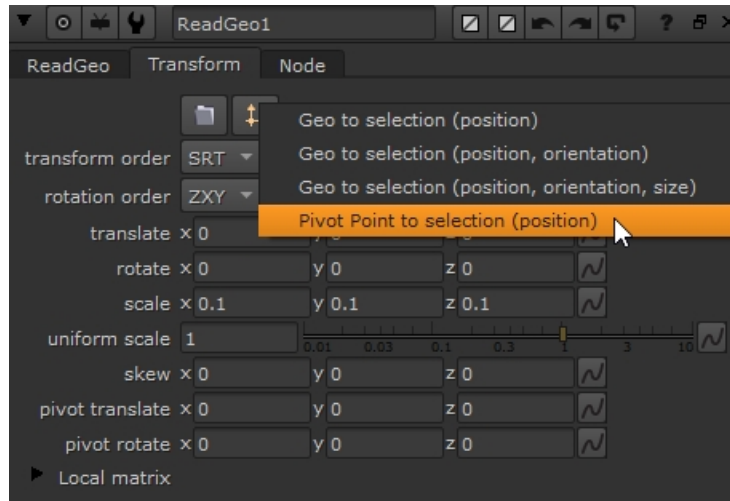 ReadGeo1 ?
ReadGeo Transform Node
Geo to selection (position)
Geo to selection (position, orientation)
Geo to selection (position, orientation, size)
Pivot Point to selection (position)
transform order SRT
rotation order ZXY
translate x 0
rotate x 0 y 0 z 0
scale x 0.1 y 0.1 z 0.1
uniform scale 1 0.01 0.03 0.1 0.3 1 3 10
skew x 0 y 0 z 0
pivot translate x 0 y 0 z 0
pivot rotate x 0 y 0 z 0
Local matrix